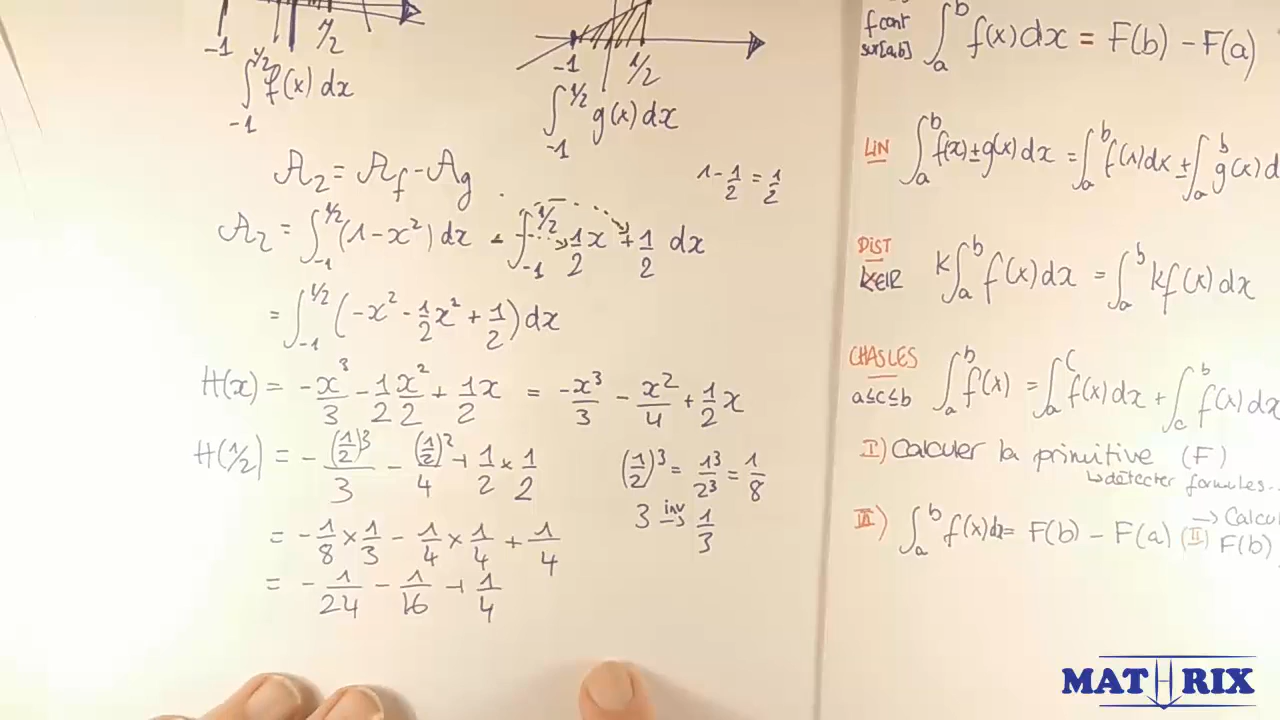 -1 1/2
∫_{-1}^{1/2} f(x) dx
-1 1/2
∫_{-1}^{1/2} g(x) dx
A₂ = A_f - A_g
1 - 1/2 = 1/2
A₂ = ∫_{-1}^{1/2} (1 - x²) dx - ∫_{-1}^{1/2} 1/2 x + 1/2 dx
= ∫_{-1}^{1/2} (-x² - 1/2 x² + 1/2) dx
H(x) = -x³/3 - 1/2 x²/2 + 1/2 x = -x³/3 - x²/4 + 1/2 x
H(1/2) = - (1/2)³/3 - (1/2)²/4 + 1/2 × 1/2
(1/2)³ = 1³/2³ = 1/8
3 inv→ 1/3
= - 1/8 × 1/3 - 1/4 × 1/4 + 1/4
= - 1/24 - 1/16 + 1/4
f cont
sur [a,b]
∫_a^b f(x) dx = F(b) - F(a)
LIN ∫_a^b f(x) ± g(x) dx = ∫_a^b f(x) dx ± ∫_a^b g(x) d
DIST
k∈IR
k∫_a^b f(x) dx = ∫_a^b kf(x) dx
CHASLES
a≤c≤b
∫_a^b f(x) = ∫_a^c f(x) dx + ∫_c^b f(x) dx
I) Calculer la primitive (F)
↳ détecter formules...
II) ∫_a^b f(x) dx = F(b) - F(a) (II) → Calcu
F(b)
MATHRIX